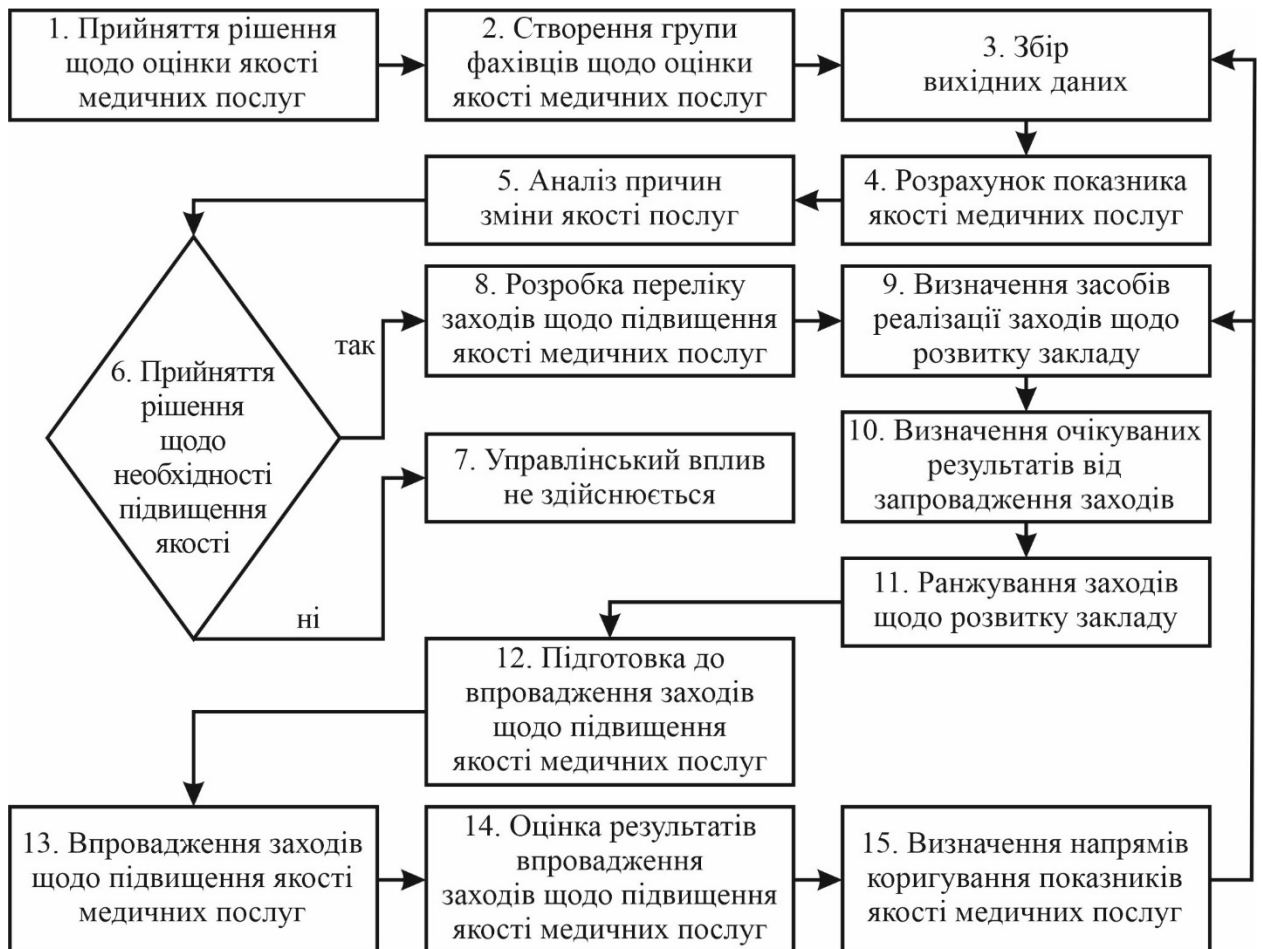 1. Прийняття рішення
щодо оцінки якості
медичних послуг
2. Створення групи
фахівців щодо оцінки
якості медичних послуг
3. Збір
вихідних даних
4. Розрахунок показника
якості медичних послуг
5. Аналіз причин
зміни якості послуг
6. Прийняття
рішення
щодо
необхідності
підвищення
якості
так
ні
7. Управлінський вплив
не здійснюється
8. Розробка переліку
заходів щодо підвищення
якості медичних послуг
9. Визначення засобів
реалізації заходів щодо
розвитку закладу
10. Визначення очікуваних
результатів від
запровадження заходів
11. Ранжування заходів
щодо розвитку закладу
12. Підготовка до
впровадження заходів
щодо підвищення
якості медичних послуг
13. Впровадження заходів
щодо підвищення якості
медичних послуг
14. Оцінка результатів
впровадження
заходів щодо підвищення
якості медичних послуг
15. Визначення напрямів
коригування показників
якості медичних послуг